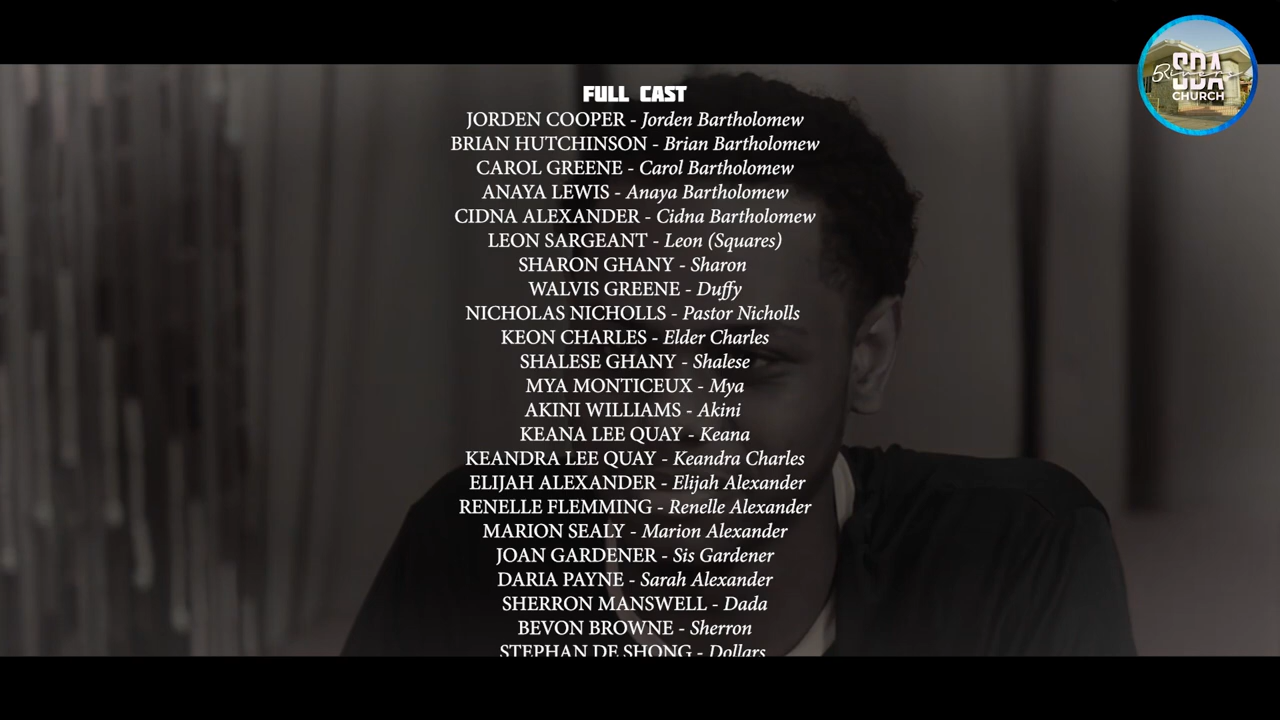 FULL CAST
JORDEN COOPER - Jorden Bartholomew
BRIAN HUTCHINSON - Brian Bartholomew
CAROL GREENE - Carol Bartholomew
ANAYA LEWIS - Anaya Bartholomew
CIDNA ALEXANDER - Cidna Bartholomew
LEON SARGEANT - Leon (Squares)
SHARON GHANY - Sharon
WALVIS GREENE - Duffy
NICHOLAS NICHOLLS - Pastor Nicholls
KEON CHARLES - Elder Charles
SHALESE GHANY - Shalese
MYA MONTICEUX - Mya
AKINI WILLIAMS - Akini
KEANA LEE QUAY - Keana
KEANDRA LEE QUAY - Keandra Charles
ELIJAH ALEXANDER - Elijah Alexander
RENELLE FLEMMING - Renelle Alexander
MARION SEALY - Marion Alexander
JOAN GARDENER - Sis Gardener
DARIA PAYNE - Sarah Alexander
SHERRON MANSWELL - Dada
BEVON BROWNE - Sherron
STEPHAN DE SHONG - Dollars
SDA
5Rivers
CHURCH